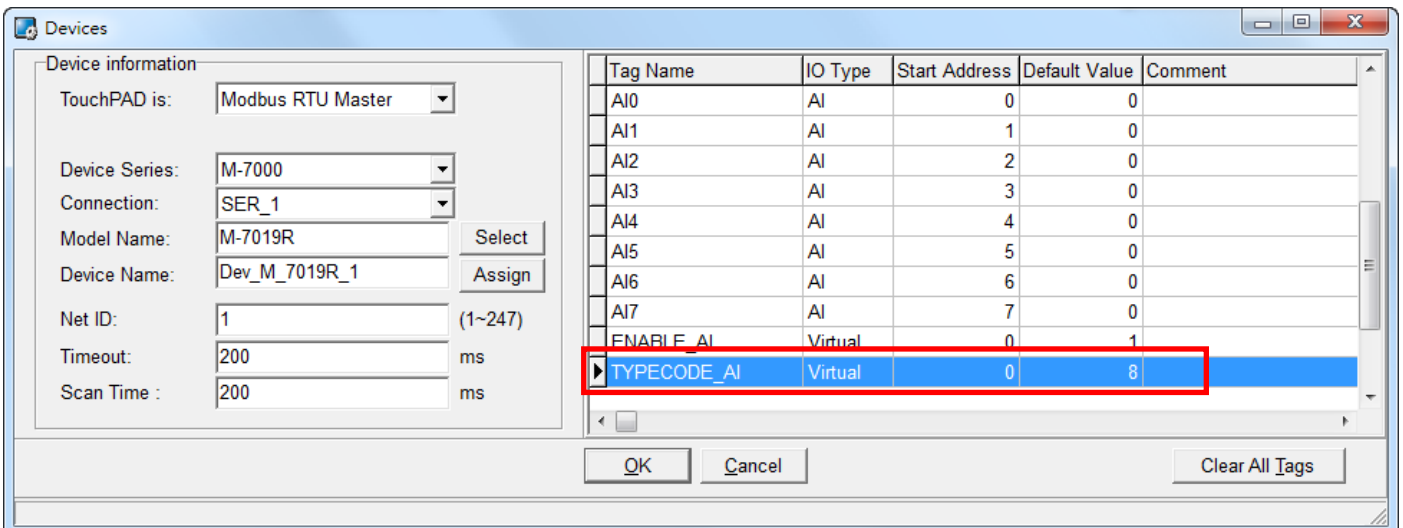 Devices
Device information
TouchPAD is: Modbus RTU Master
Device Series: M-7000
Connection: SER_1
Model Name: M-7019R Select
Device Name: Dev_M_7019R_1 Assign
Net ID: 1 (1~247)
Timeout: 200 ms
Scan Time : 200 ms
Tag Name IO Type Start Address Default Value Comment
AI0 AI 0 0
AI1 AI 1 0
AI2 AI 2 0
AI3 AI 3 0
AI4 AI 4 0
AI5 AI 5 0
AI6 AI 6 0
AI7 AI 7 0
ENABLE_AI Virtual 0 1
TYPECODE_AI Virtual 0 8
OK Cancel Clear All Tags